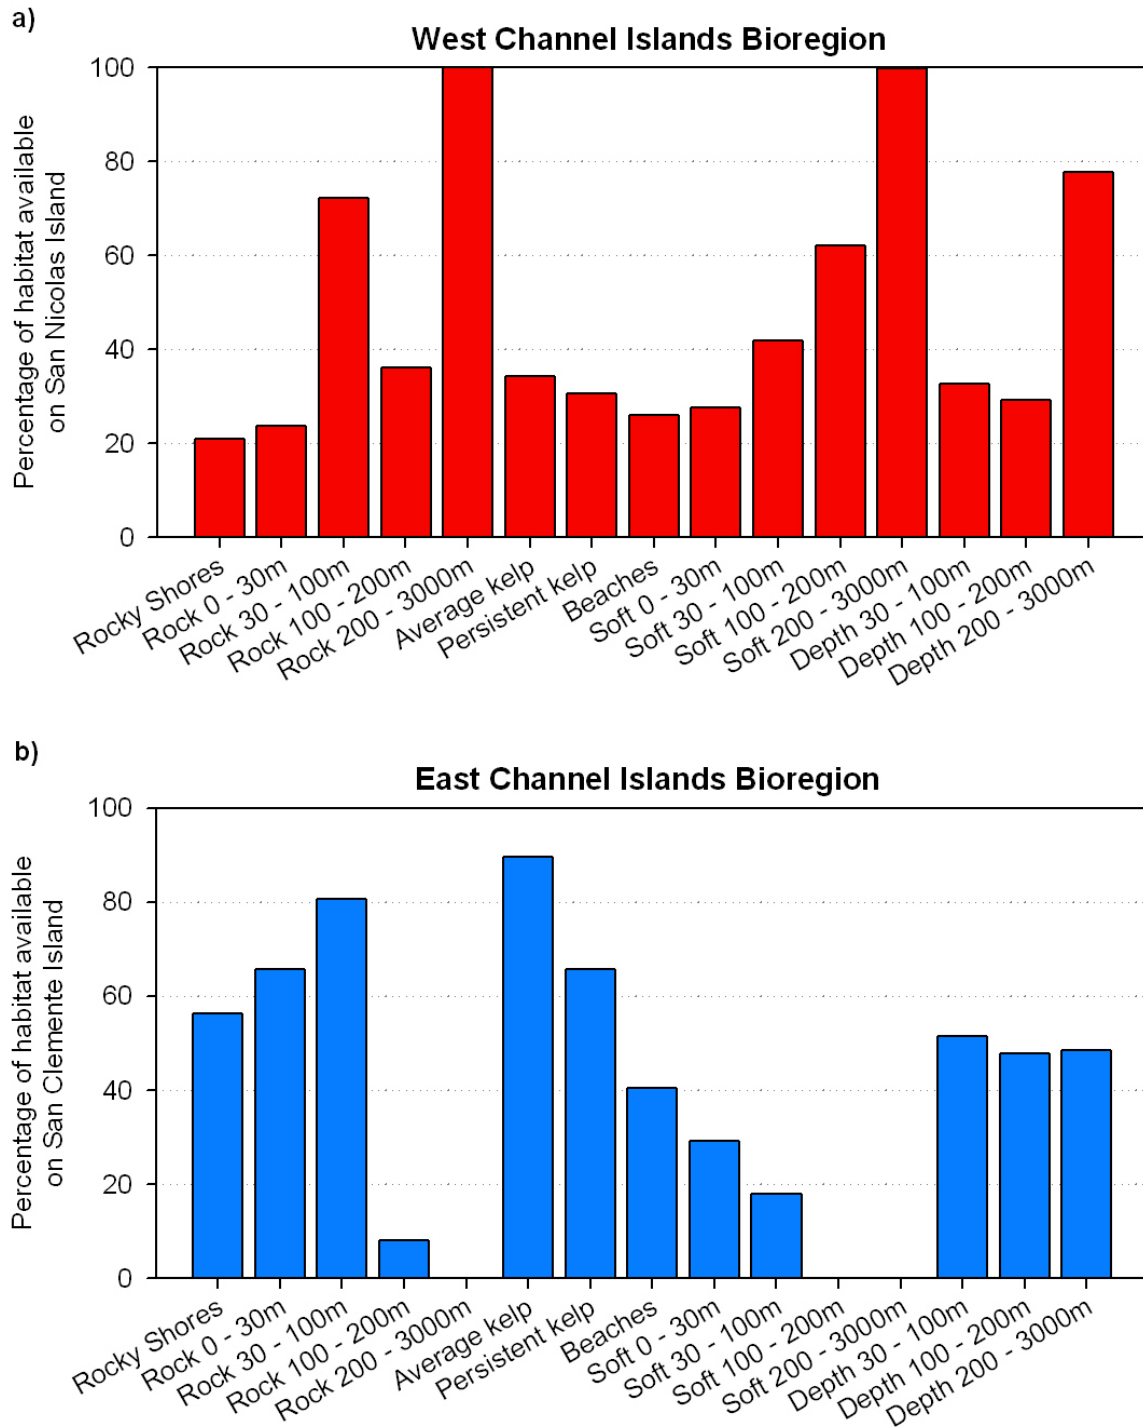 a)
West Channel Islands Bioregion
Percentage of habitat available
on San Nicolas Island
100
80
60
40
20
0
Rocky Shores
Rock 0 - 30m
Rock 30 - 100m
Rock 100 - 200m
Rock 200 - 3000m
Average kelp
Persistent kelp
Beaches
Soft 0 - 30m
Soft 30 - 100m
Soft 100 - 200m
Soft 200 - 3000m
Depth 30 - 100m
Depth 100 - 200m
Depth 200 - 3000m
b)
East Channel Islands Bioregion
Percentage of habitat available
on San Clemente Island
100
80
60
40
20
0
Rocky Shores
Rock 0 - 30m
Rock 30 - 100m
Rock 100 - 200m
Rock 200 - 3000m
Average kelp
Persistent kelp
Beaches
Soft 0 - 30m
Soft 30 - 100m
Soft 100 - 200m
Soft 200 - 3000m
Depth 30 - 100m
Depth 100 - 200m
Depth 200 - 3000m